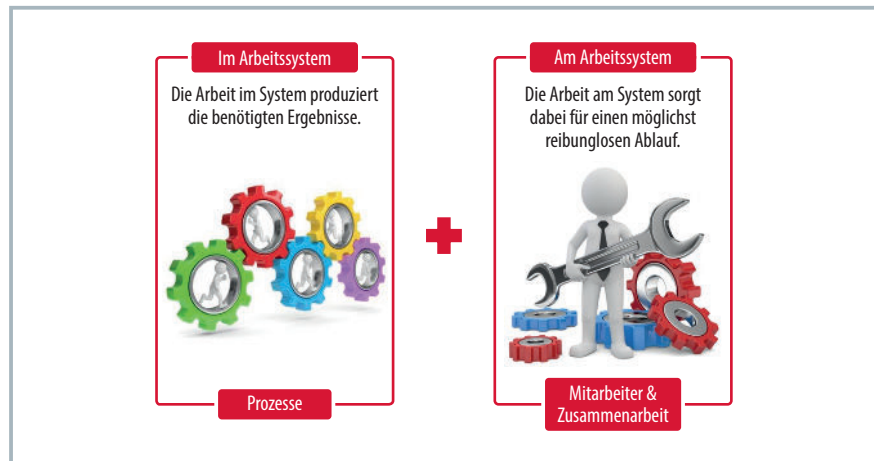 Im Arbeitssystem
Die Arbeit im System produziert
die benötigten Ergebnisse.
Prozesse
Am Arbeitssystem
Die Arbeit am System sorgt
dabei für einen möglichst
reibunglosen Ablauf.
Mitarbeiter &
Zusammenarbeit